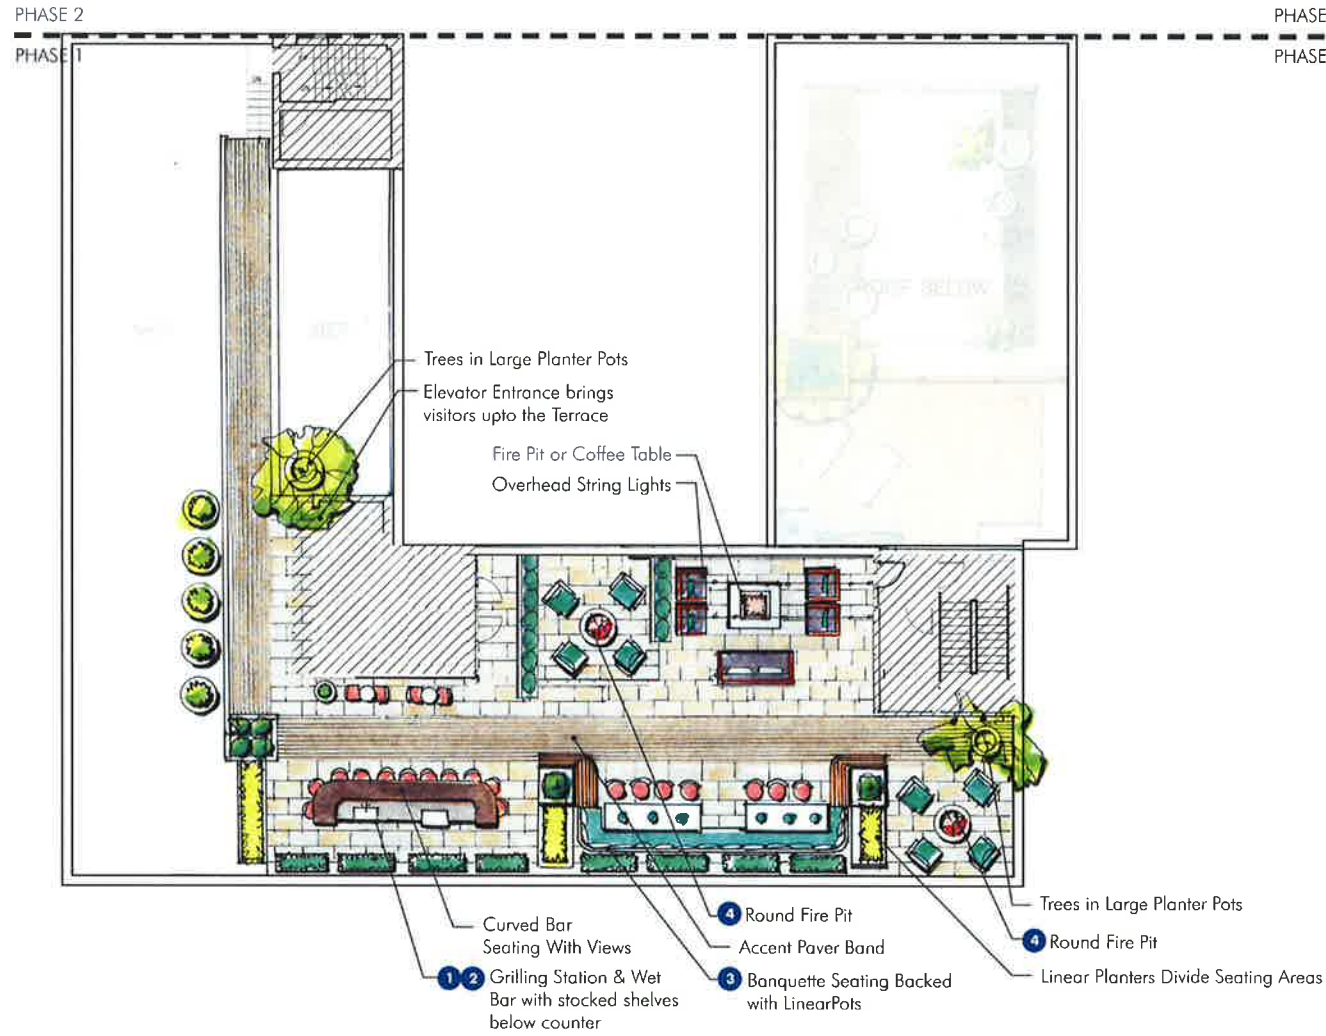 PHASE 2
PHASE
PHASE 1
PHASE
DN
ROOF BELOW
Trees in Large Planter Pots
Elevator Entrance brings
visitors upto the Terrace
Fire Pit or Coffee Table
Overhead String Lights
4 Round Fire Pit
Curved Bar
Seating With Views
Accent Paver Band
1 2 Grilling Station & Wet
Bar with stocked shelves
below counter
3 Banquette Seating Backed
with LinearPots
Trees in Large Planter Pots
4 Round Fire Pit
Linear Planters Divide Seating Areas